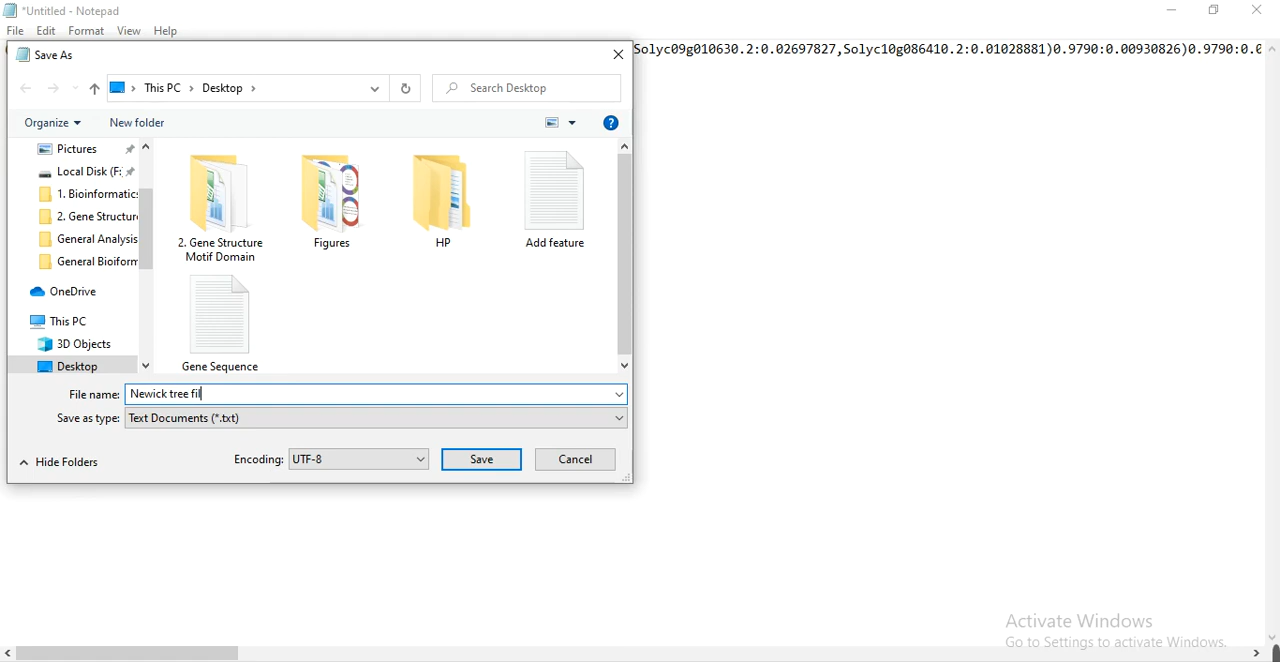 *Untitled - Notepad
File Edit Format View Help
Solyc09g010630.2:0.02697827,Solyc10g086410.2:0.01028881)0.9790:0.00930826)0.9790:0.0
Save As
This PC Desktop
Search Desktop
Organize New folder
Pictures
Local Disk (F:
1. Bioinformatic
2. Gene Structur
General Analysis
General Bioiform
OneDrive
This PC
3D Objects
Desktop
2. Gene Structure Motif Domain
Figures
HP
Add feature
Gene Sequence
File name: Newick tree fil
Save as type: Text Documents (*.txt)
Hide Folders
Encoding: UTF-8 Save Cancel
Activate Windows
Go to Settings to activate Windows.